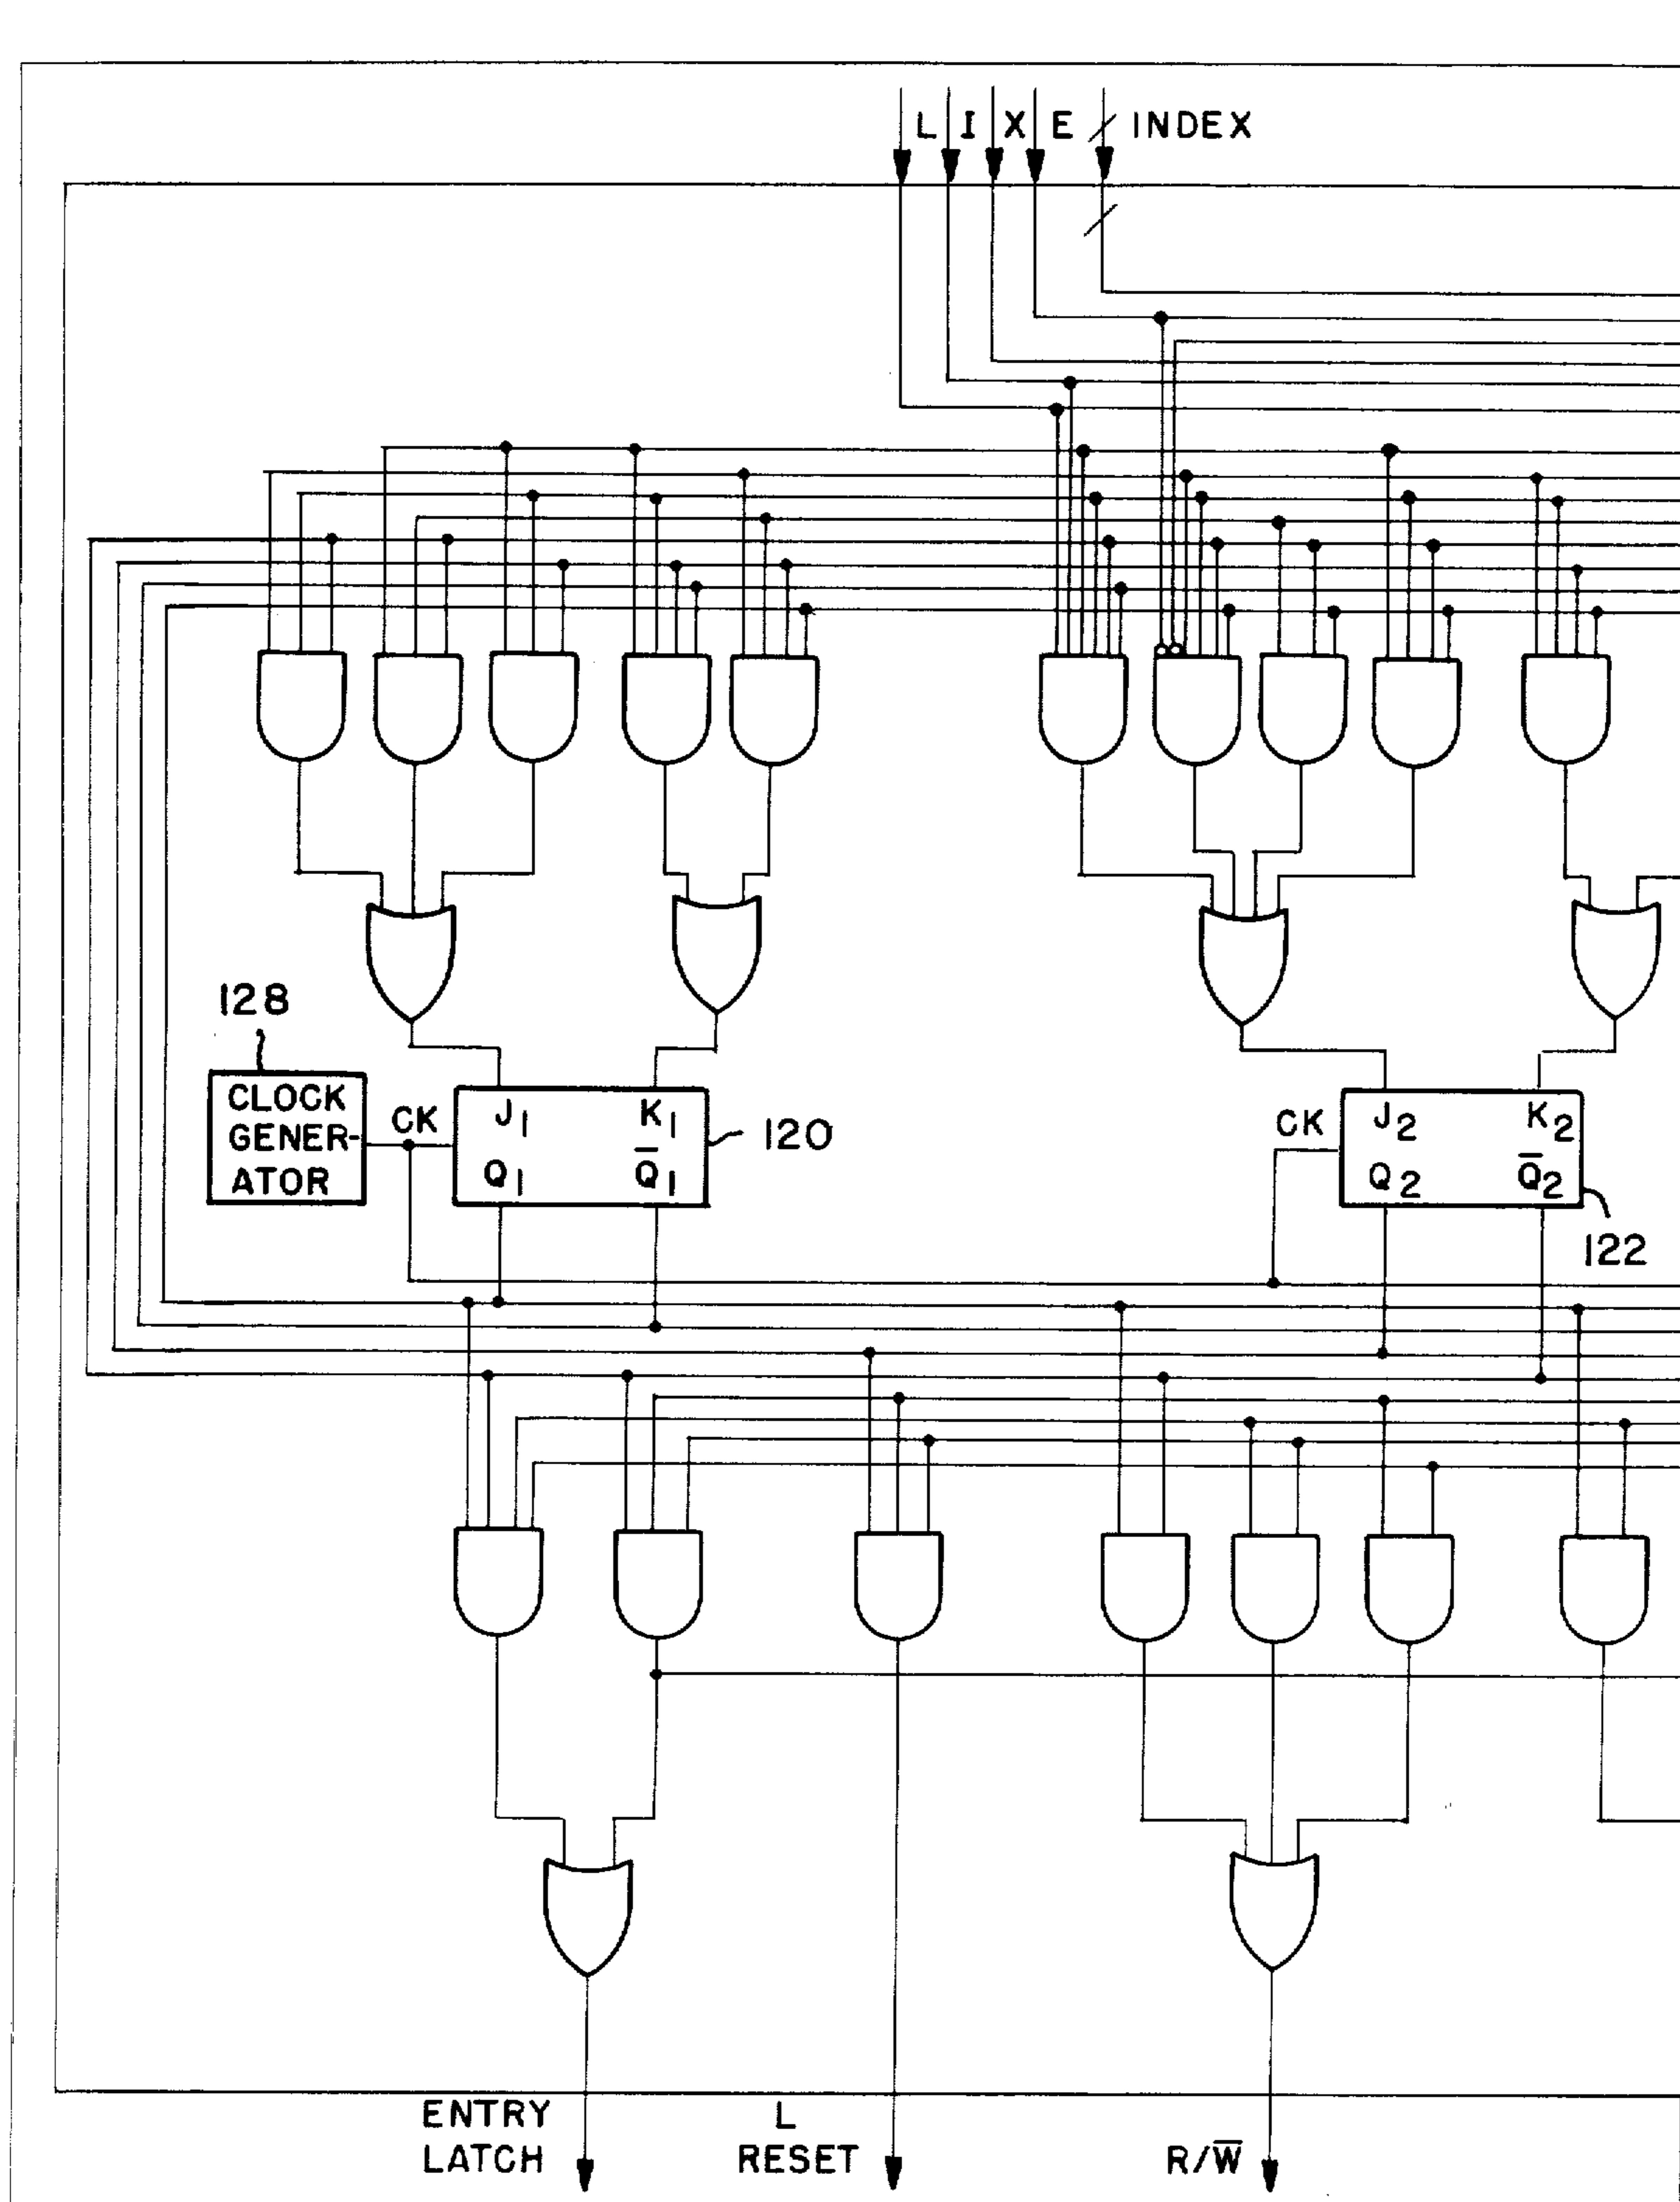 L I X E INDEX
128
CLOCK
GENER-
ATOR
CK
J1 K1
Q1 Q̅1
120
CK
J2 K2
Q2 Q̅2
122
ENTRY
LATCH
L
RESET
R/W̅